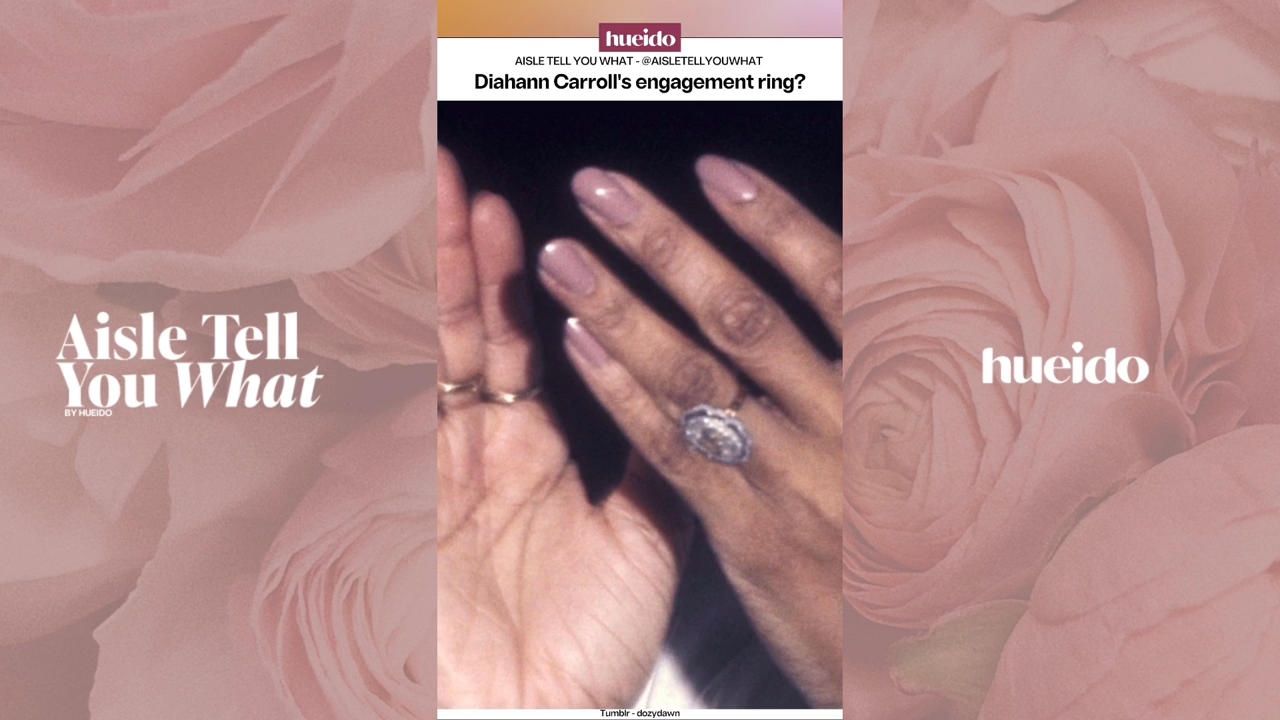 hueido
AISLE TELL YOU WHAT - @AISLETELLYOUWHAT
Diahann Carroll's engagement ring?
Aisle Tell
You What
BY HUEIDO
hueido
Tumblr - dozydawn